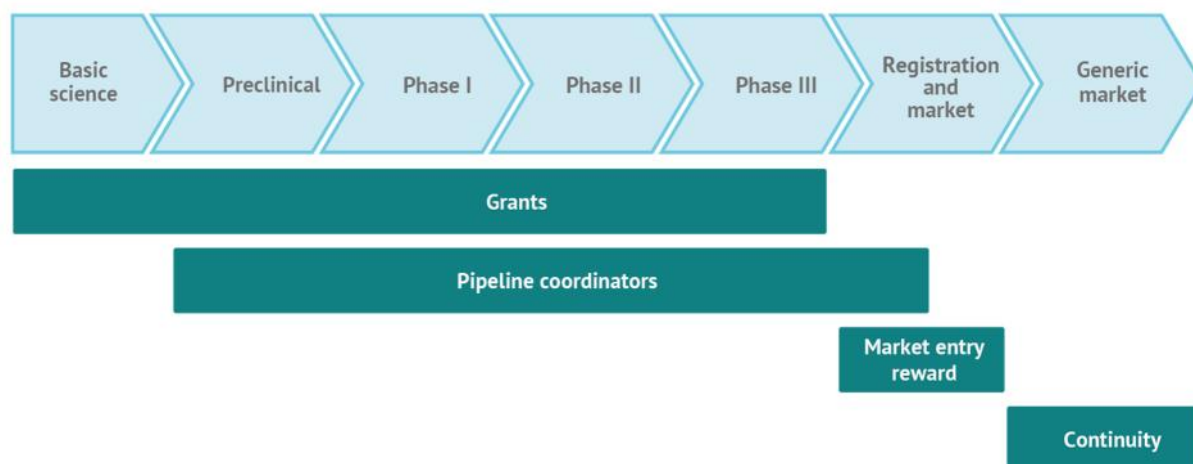 Basic
science
Preclinical
Phase I
Phase II
Phase III
Registration
and
market
Generic
market
Grants
Pipeline coordinators
Market entry
reward
Continuity